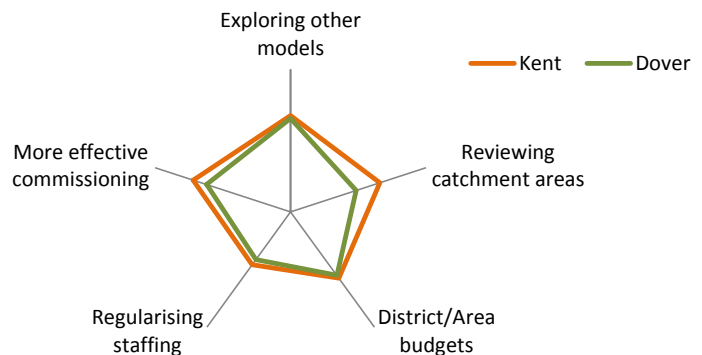 Exploring other
models
Kent
Dover
More effective
commissioning
Reviewing
catchment areas
Regularising
staffing
District/Area
budgets